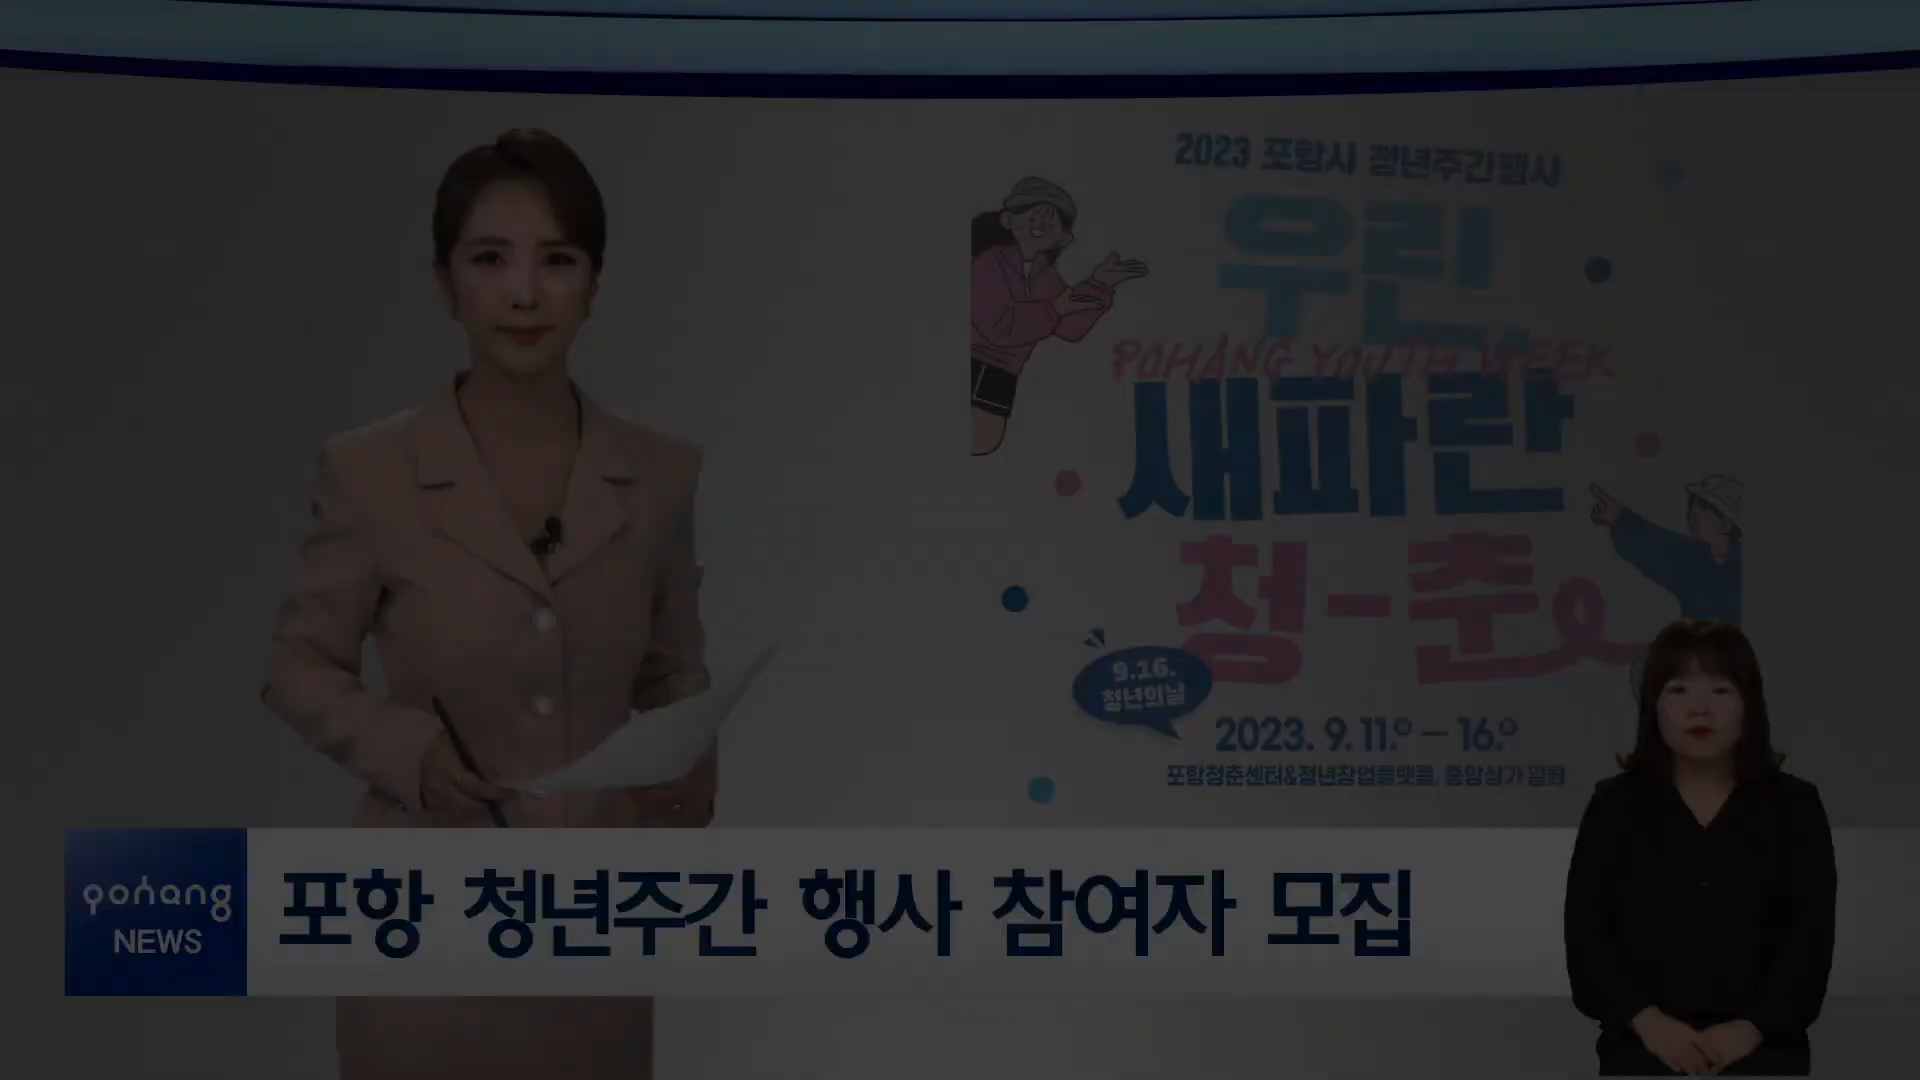 2023 포항시 청년주간행사
우린,
POHANG YOUTH WEEK
새파란
청-춘
9.16.
청년의날
2023. 9. 11.월 – 16.토
포항청춘센터&청년창업플랫폼, 중앙상가 일원
pohang
NEWS
포항 청년주간 행사 참여자 모집